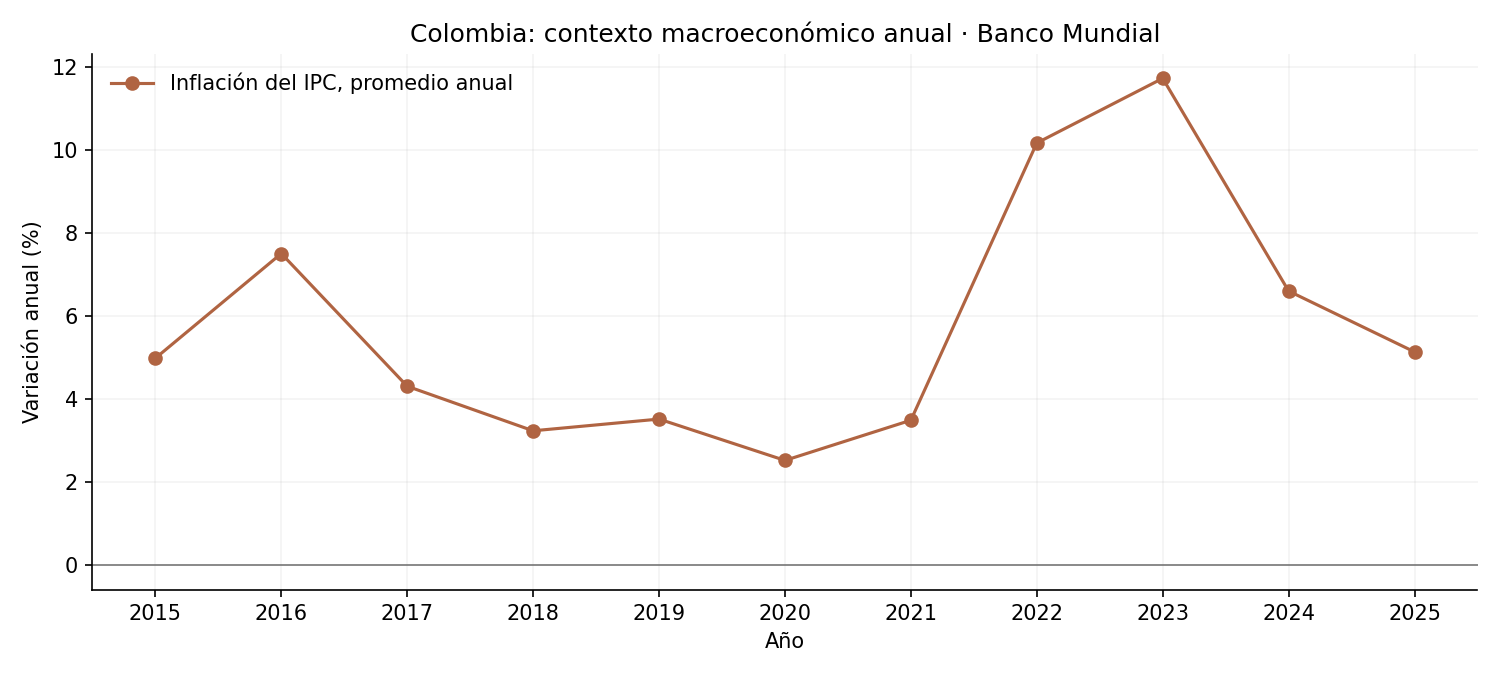 Colombia: contexto macroeconómico anual · Banco Mundial
Inflación del IPC, promedio anual
Variación anual (%)
12
10
8
6
4
2
0
2015 2016 2017 2018 2019 2020 2021 2022 2023 2024 2025
Año